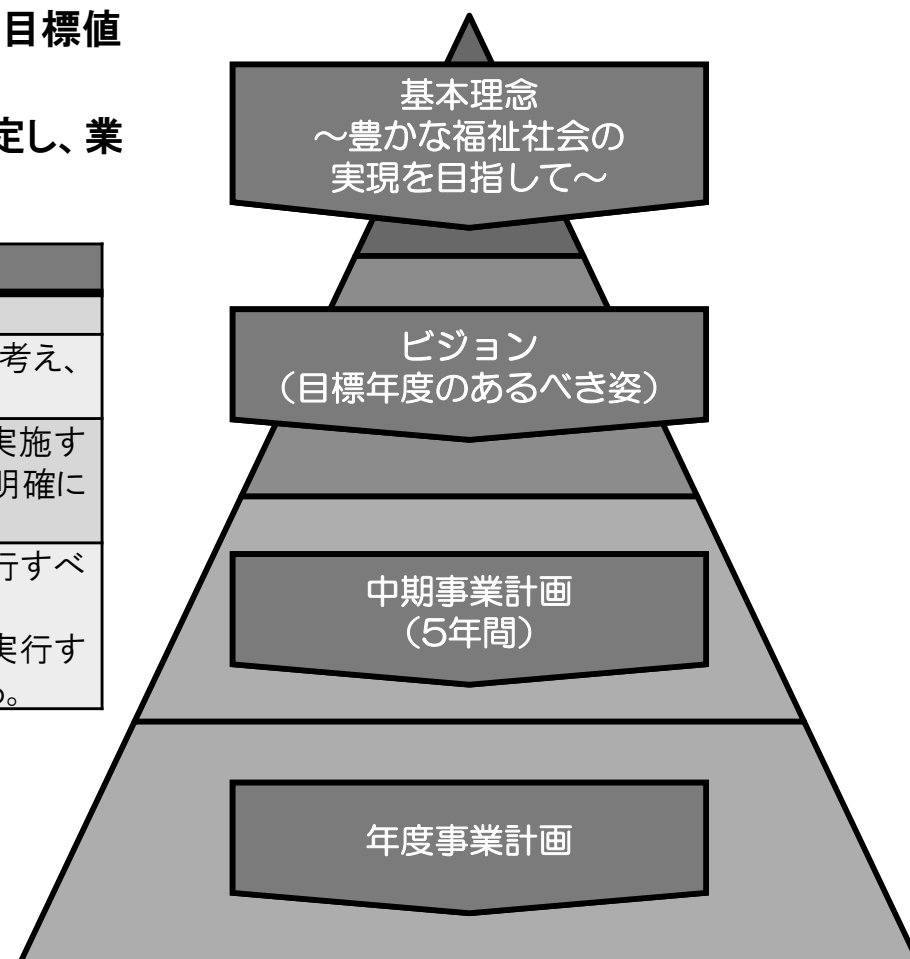 目標値
定し、業
考え、
実施す
明確に
行すべ
実行す
る。
基本理念
～豊かな福祉社会の
実現を目指して～
ビジョン
（目標年度のあるべき姿）
中期事業計画
（5年間）
年度事業計画